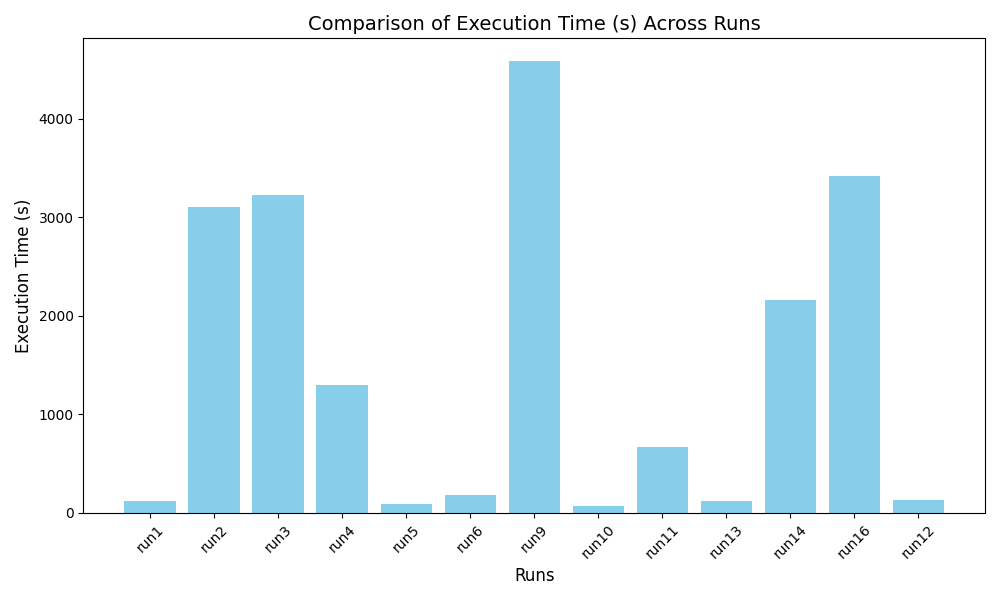 Comparison of Execution Time (s) Across Runs
Execution Time (s)
4000
3000
2000
1000
0
run1
run2
run3
run4
run5
run6
run9
run10
run11
run13
run14
run16
run12
Runs